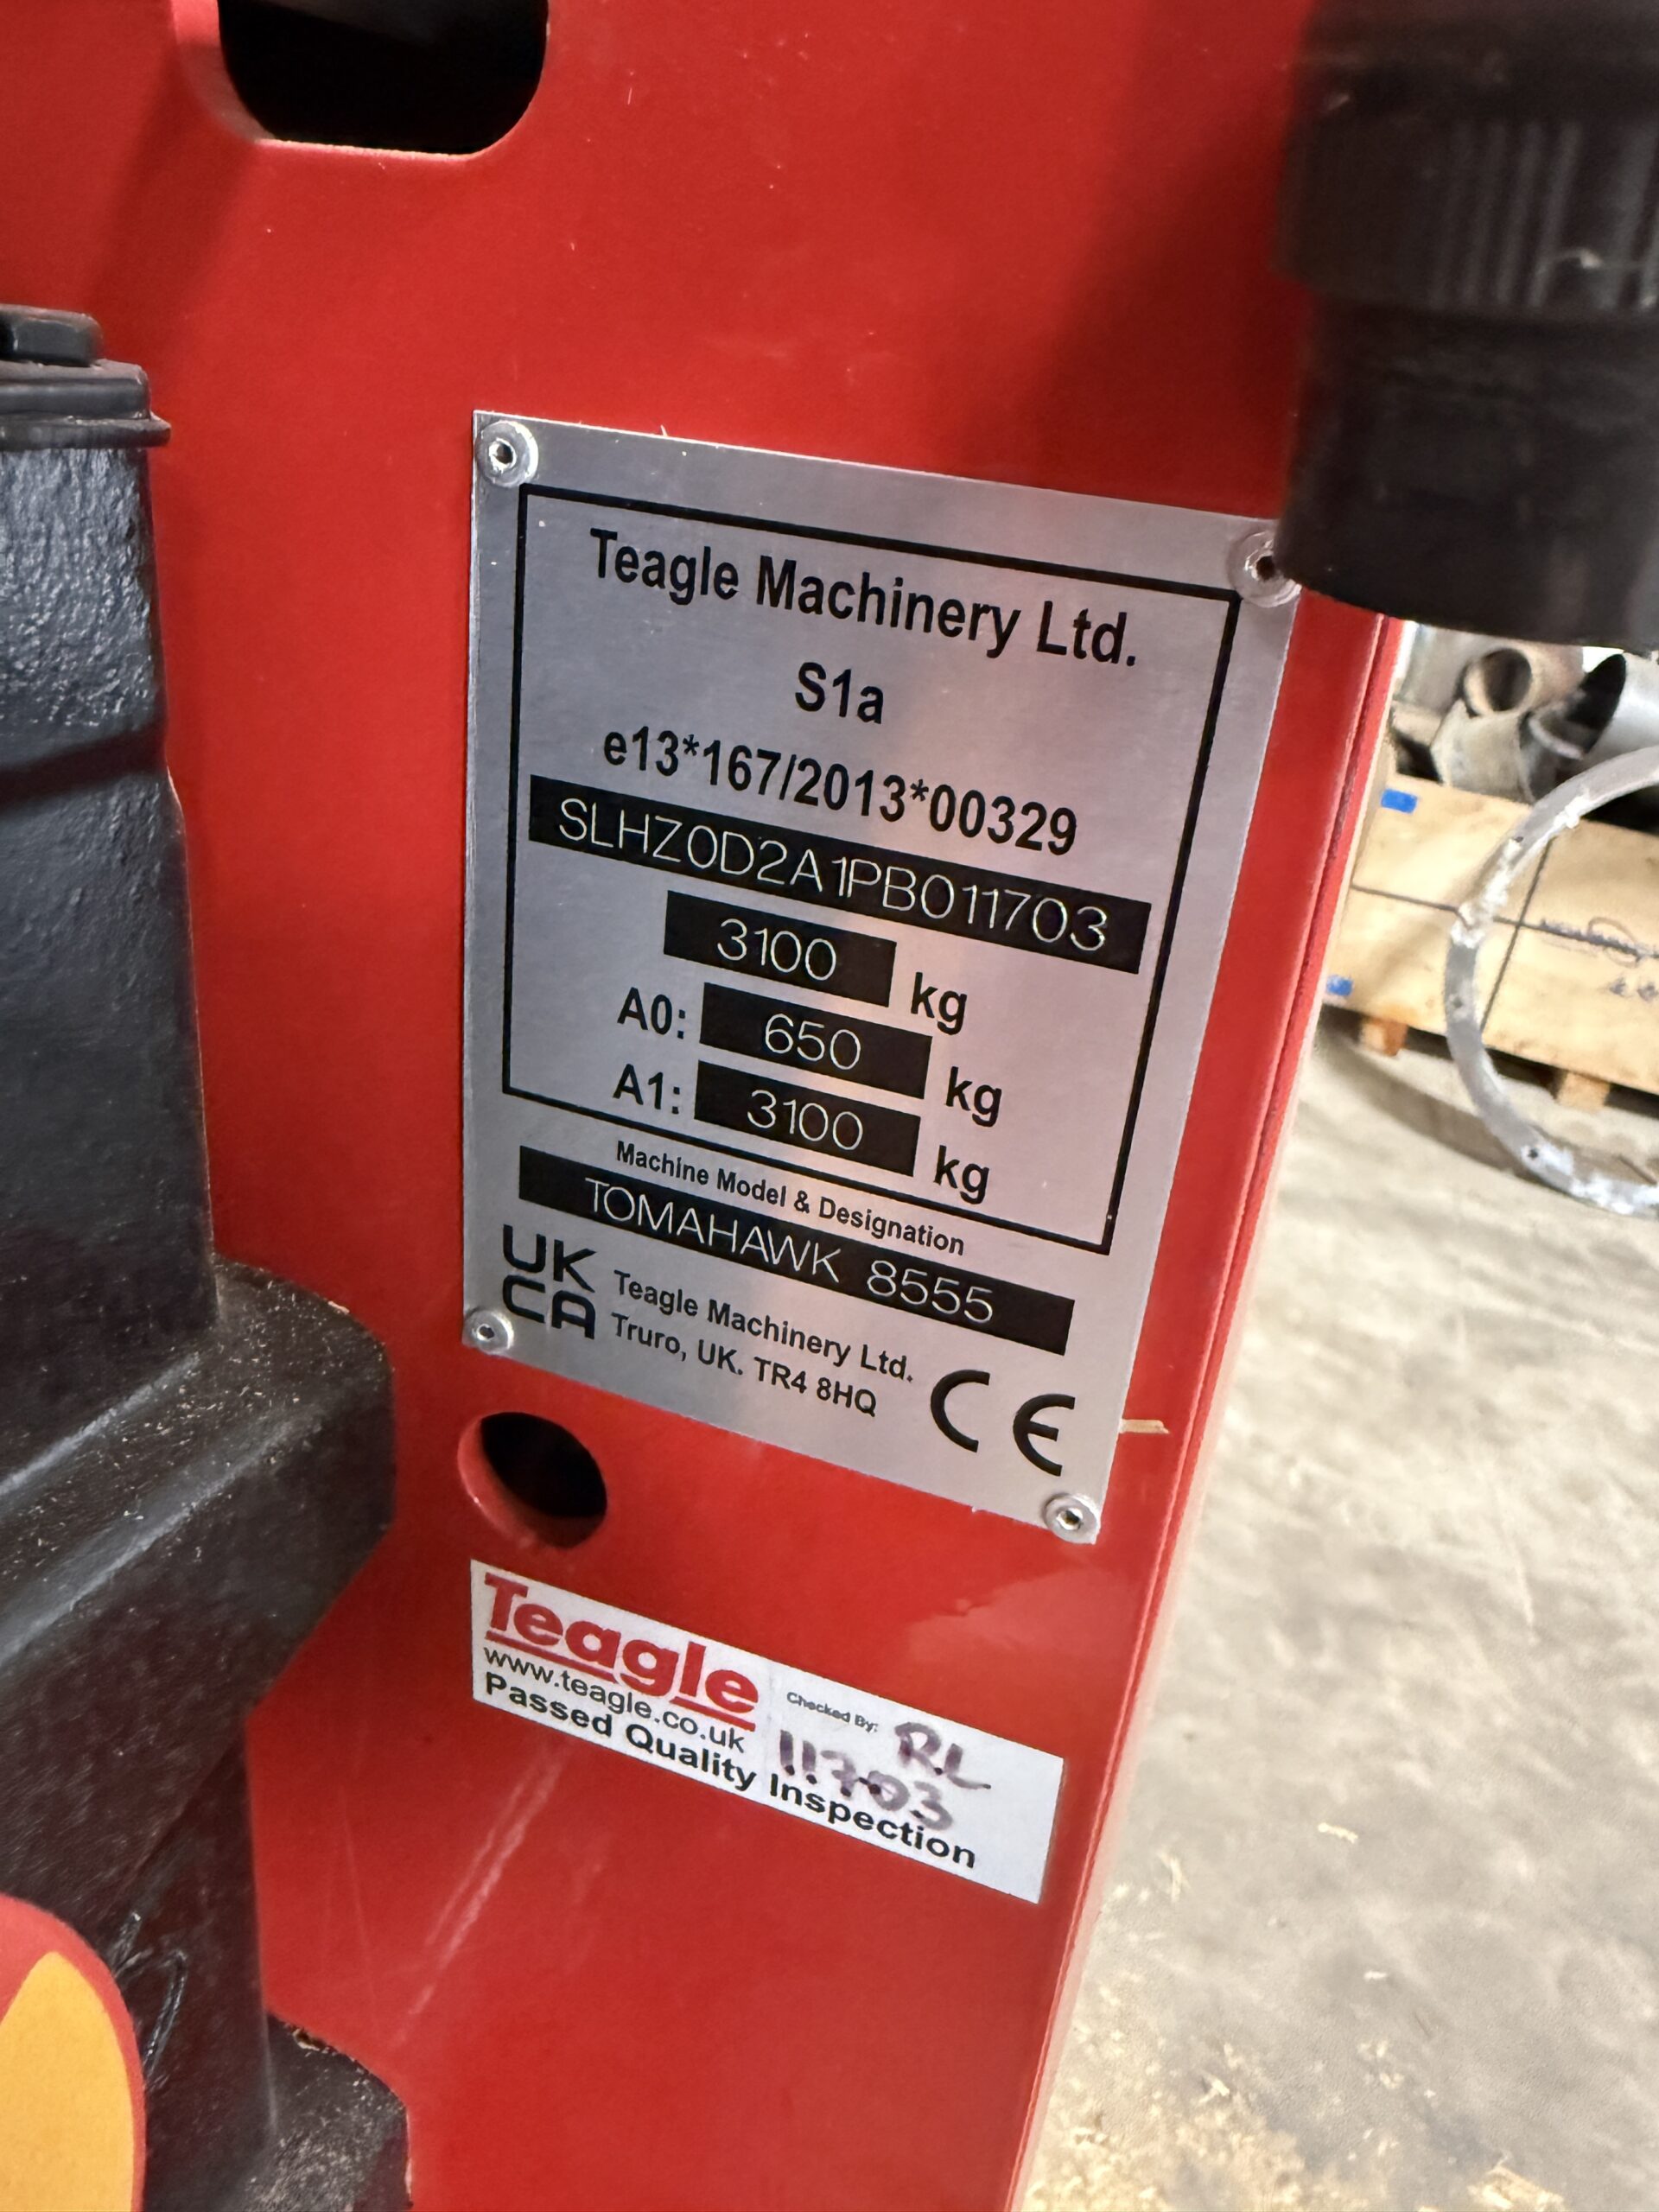 Teagle Machinery Ltd.
S1a
e13*167/2013*00329
SLHZ0D2A1PB011703
3100 kg
A0: 650 kg
A1: 3100 kg
Machine Model & Designation
TOMAHAWK 8555
UK
CA
Teagle Machinery Ltd.
Truro, UK. TR4 8HQ
CE
Teagle
www.teagle.co.uk
Checked By: R.L
11703
Passed Quality Inspection